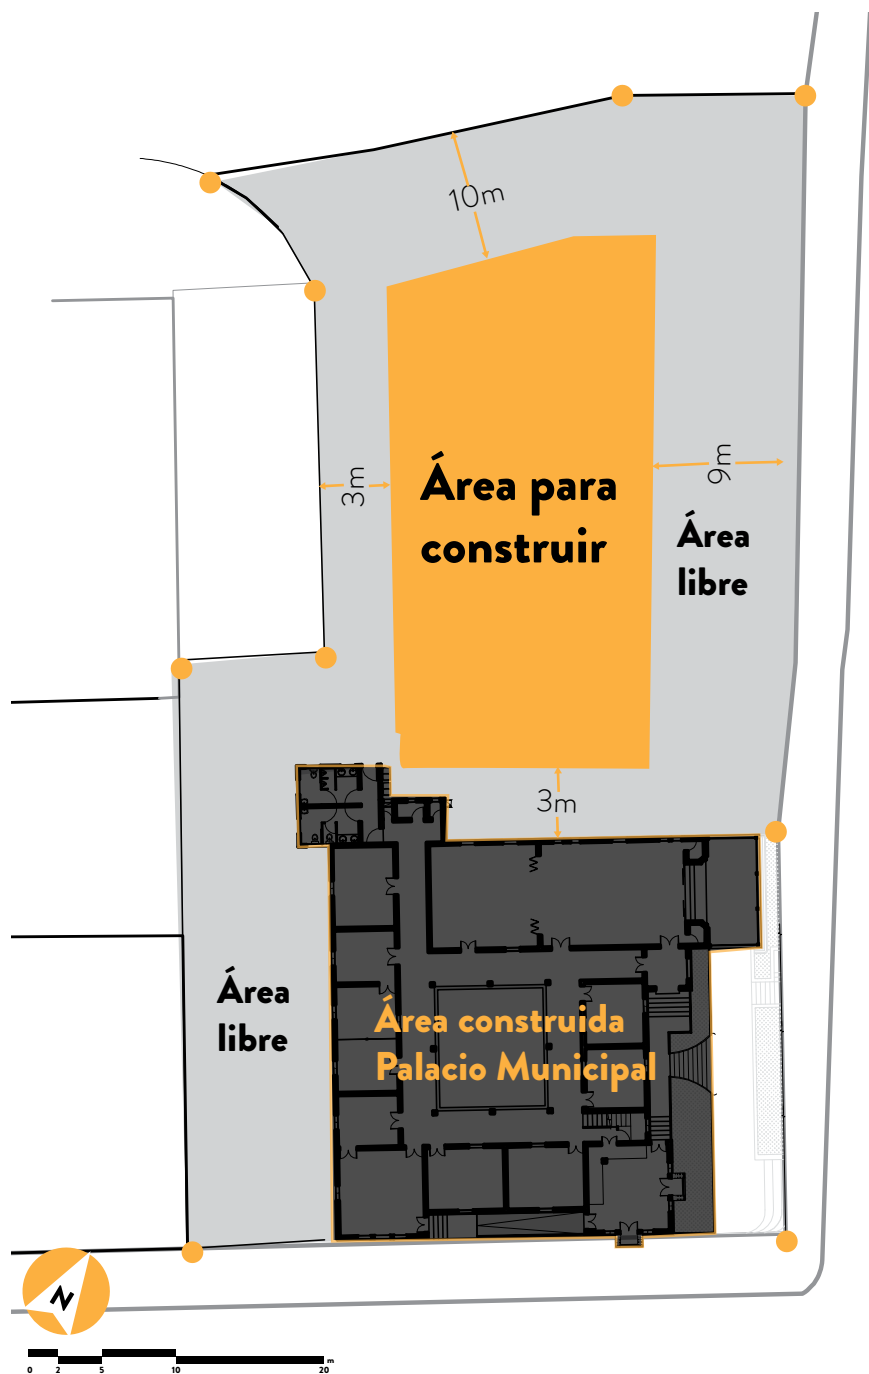 10m
Área para
construir
3m
9m
Área
libre
3m
Área
libre
Área construida
Palacio Municipal
N
0 2 5 10 20 m